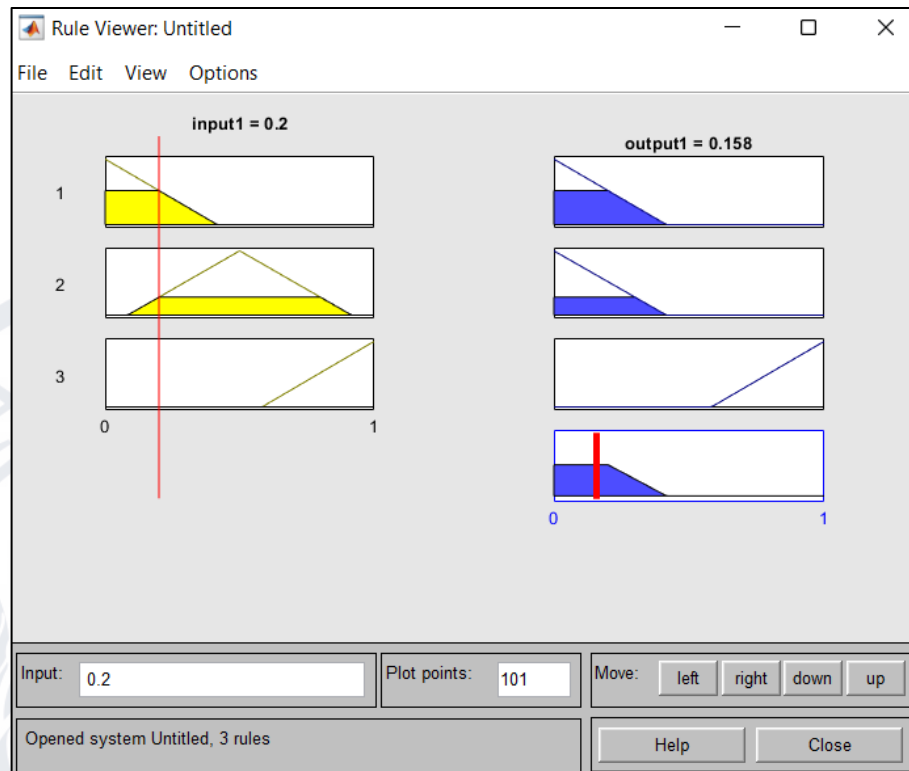 Rule Viewer: Untitled
File Edit View Options
input1 = 0.2
output1 = 0.158
1
2
3
0 1
0 1
Input: 0.2
Plot points: 101
Move: left right down up
Opened system Untitled, 3 rules
Help Close